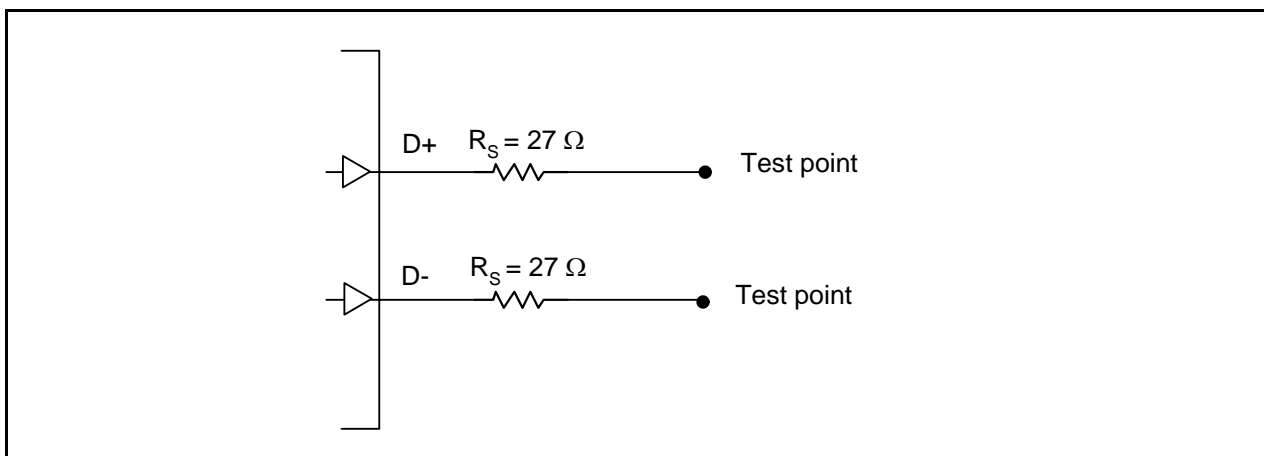 D+ R_S = 27 Ω
Test point
D- R_S = 27 Ω
Test point